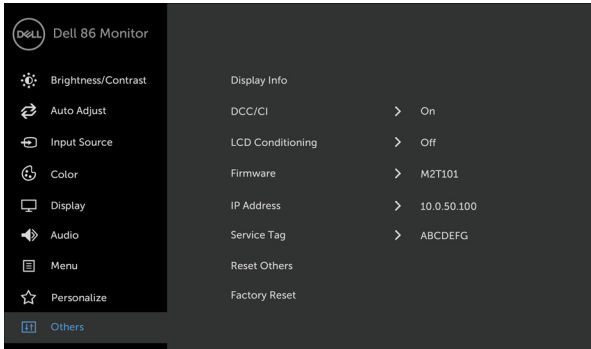 DELL Dell 86 Monitor
Brightness/Contrast
Auto Adjust
Input Source
Color
Display
Audio
Menu
Personalize
Others
Display Info
DCC/CI > On
LCD Conditioning > Off
Firmware > M2T101
IP Address > 10.0.50.100
Service Tag > ABCDEFG
Reset Others
Factory Reset